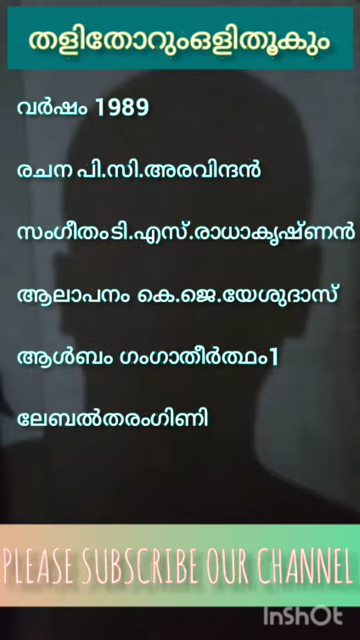 തളിതോറുംഒളിതൂകും
വർഷം 1989
രചന പി.സി.അരവിന്ദൻ
സംഗീതംടി.എസ്.രാധാകൃഷ്ണൻ
ആലാപനം കെ.ജെ.യേശുദാസ്
ആൾബം ഗംഗാതീർത്ഥം1
ലേബൽതരംഗിണി
PLEASE SUBSCRIBE OUR CHANNEL
InShOt